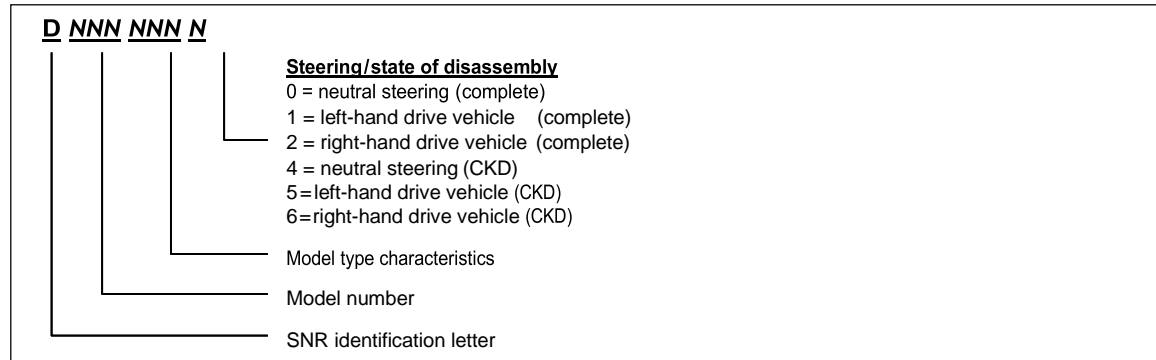 D NNN NNN N
Steering/state of disassembly
0 = neutral steering (complete)
1 = left-hand drive vehicle (complete)
2 = right-hand drive vehicle (complete)
4 = neutral steering (CKD)
5=left-hand drive vehicle (CKD)
6=right-hand drive vehicle (CKD)
Model type characteristics
Model number
SNR identification letter